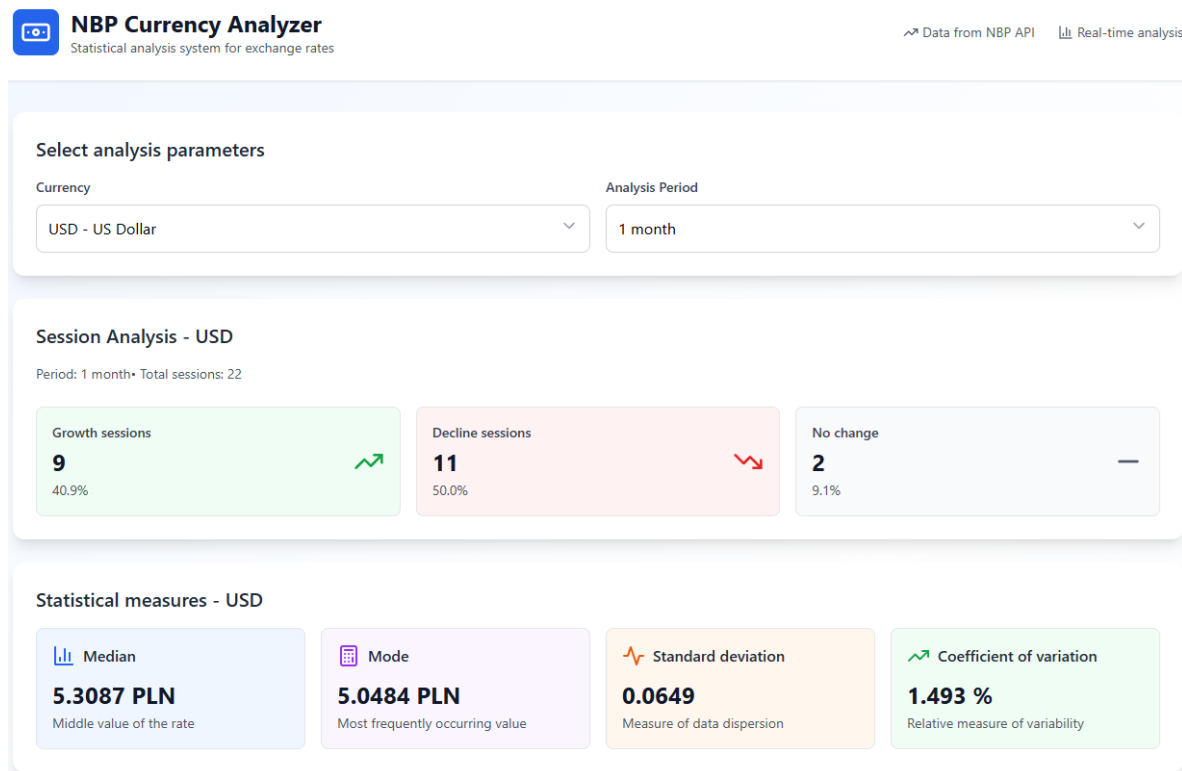 NBP Currency Analyzer
Statistical analysis system for exchange rates
Data from NBP API
Real-time analysis
Select analysis parameters
Currency
Analysis Period
USD - US Dollar
1 month
Session Analysis - USD
Period: 1 month• Total sessions: 22
Growth sessions
9
40.9%
Decline sessions
11
50.0%
No change
2
9.1%
Statistical measures - USD
Median
5.3087 PLN
Middle value of the rate
Mode
5.0484 PLN
Most frequently occurring value
Standard deviation
0.0649
Measure of data dispersion
Coefficient of variation
1.493 %
Relative measure of variability